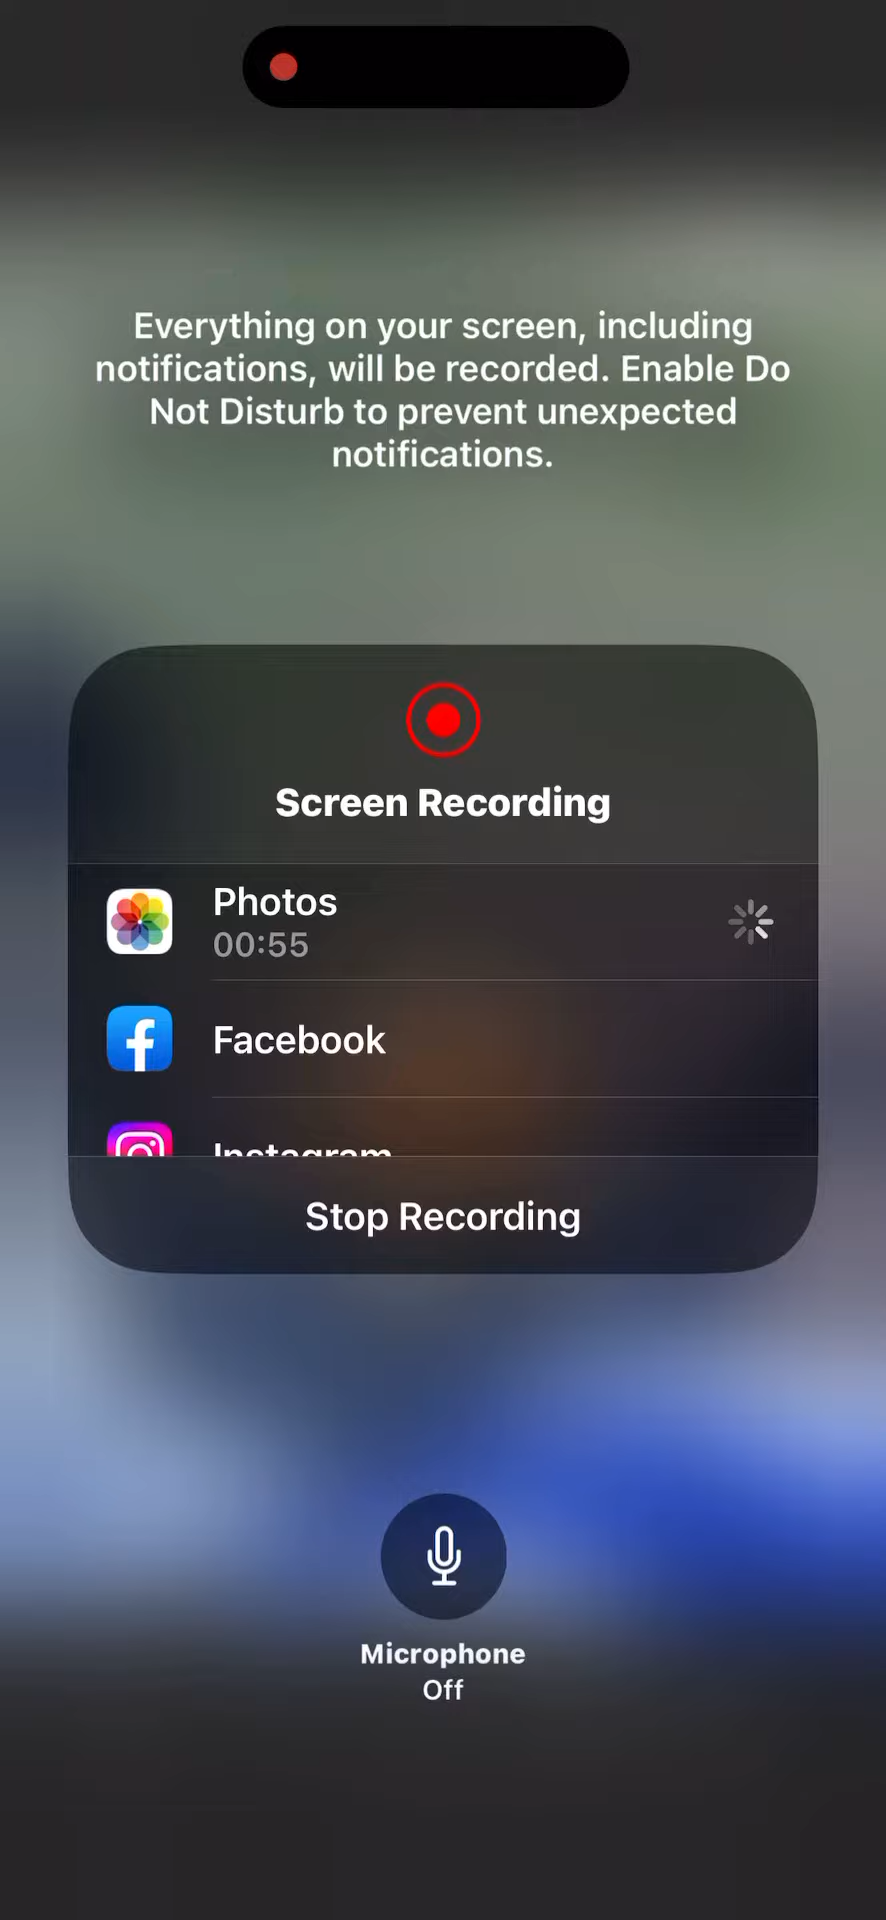 Everything on your screen, including
notifications, will be recorded. Enable Do
Not Disturb to prevent unexpected
notifications.
Screen Recording
Photos
00:55
Facebook
Instagram
Stop Recording
Microphone
Off